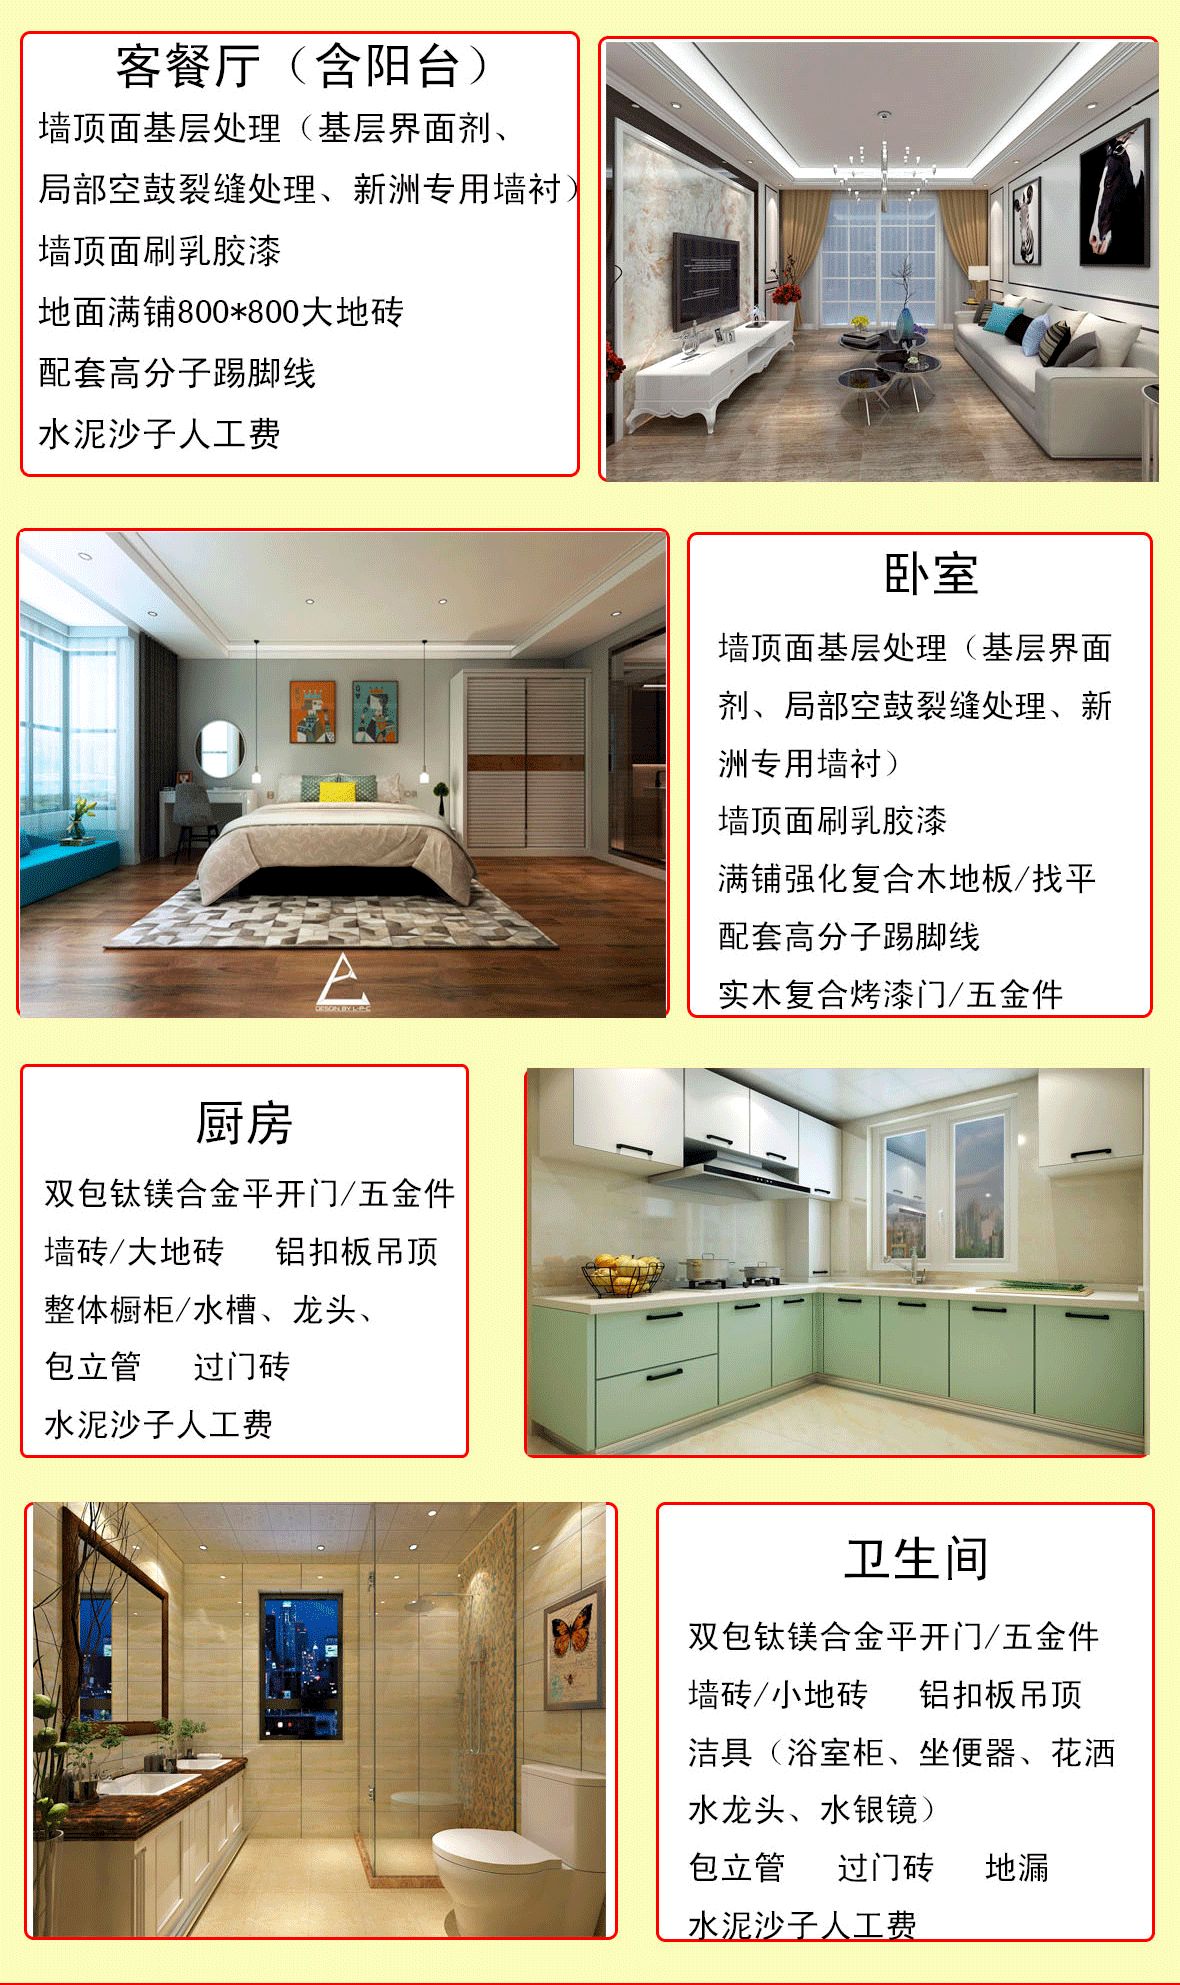 客餐厅（含阳台）
墙顶面基层处理（基层界面剂、
局部空鼓裂缝处理、新洲专用墙衬）
墙顶面刷乳胶漆
地面满铺800*800大地砖
配套高分子踢脚线
水泥沙子人工费
DESIGN BY L-P-C
卧室
墙顶面基层处理（基层界面
剂、局部空鼓裂缝处理、新
洲专用墙衬）
墙顶面刷乳胶漆
满铺强化复合木地板/找平
配套高分子踢脚线
实木复合烤漆门/五金件
厨房
双包钛镁合金平开门/五金件
墙砖/大地砖 铝扣板吊顶
整体橱柜/水槽、龙头、
包立管 过门砖
水泥沙子人工费
卫生间
双包钛镁合金平开门/五金件
墙砖/小地砖 铝扣板吊顶
洁具（浴室柜、坐便器、花洒
水龙头、水银镜）
包立管 过门砖 地漏
水泥沙子人工费